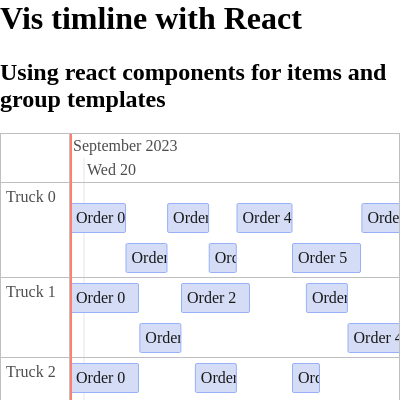 Vis timline with React
Using react components for items and
group templates
September 2023
Wed 20
Truck 0
Order 0
Order
Order 4
Orde
Order
Ord
Order 5
Truck 1
Order 0
Order 2
Order
Order
Order 4
Truck 2
Order 0
Order
Ord